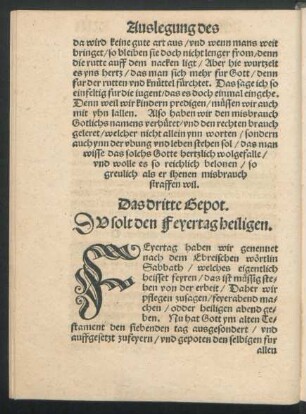 Auslegung des
da wird keine gute art aus / vnd wenn mans weit
bringet / so bleiben sie doch nicht lenger from / denn
die rutte auff dem nacken ligt / Aber hie wurtzelt
es yns hertz / das man sich mehr fur Gott / denn
fur der rutten vnd knüttel fürchtet. Das sage ich so
einfeltig fur die iugent / das es doch einmal eingehe.
Denn weil wir kindern predigen / müssen wir auch
mit yhn lallen. Also haben wir den misbrauch
Götlichs namens verhütet / vnd den rechten brauch
geleret / welcher nicht allein ynn worten / sondern
auch ynn der vbung vnd leben stehen sol / das man
wisse das solchs Gotte hertzlich wolgefalle /
vnd wolle es so reichlich belonen / so
greulich als er ihenen misbrauch
straffen wil.
Das dritte Gepot.
DV solt den Feyertag heiligen.
FEyertag haben wir genennet
nach dem Ebreischen wörtlin
Sabbath / welches eigentlich
heisset feyren / das ist müssig ste-
hen von der erbeit / Daher wir
pflegen zusagen / feyerabend ma-
chen / odder heiligen abend ge-
ben. Nu hat Gott ym alten Te-
stament den siebenden tag ausgesondert / vnd
auffgesetzt zufeyern / vnd gepoten den selbigen fur
allen